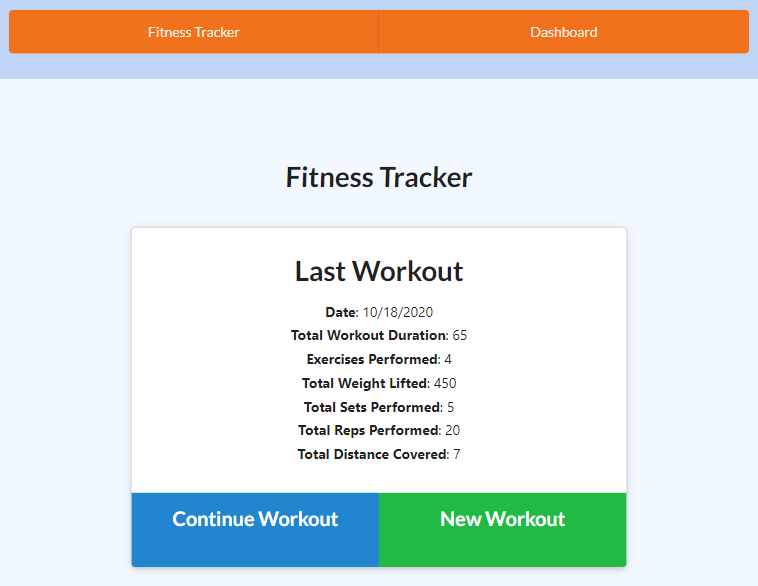 Fitness Tracker
Dashboard
Fitness Tracker
Last Workout
Date: 10/18/2020
Total Workout Duration: 65
Exercises Performed: 4
Total Weight Lifted: 450
Total Sets Performed: 5
Total Reps Performed: 20
Total Distance Covered: 7
Continue Workout
New Workout